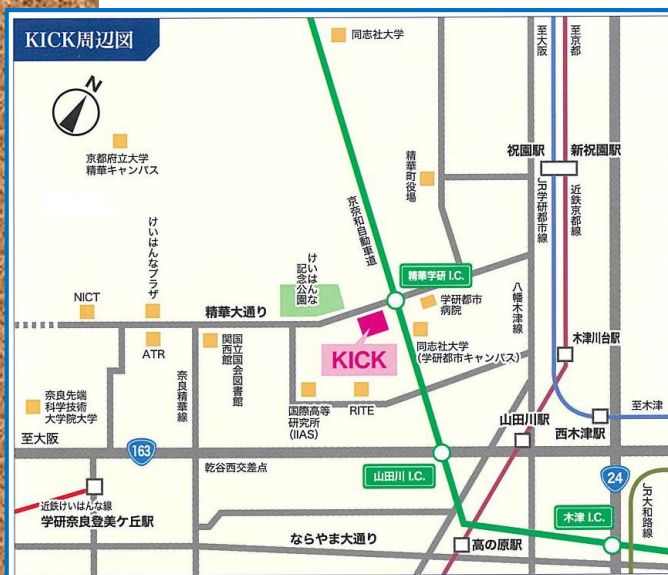 KICK周辺図
N
同志社大学
至大阪
至京都
京都府立大学
精華キャンパス
精華町役場
祝園駅
新祝園駅
JR学研都市線
近鉄京都線
京奈和自動車道
けいはんなプラザ
けいはんな
記念公園
精華学研 I.C.
八幡木津線
NICT
精華大通り
学研都市
病院
ATR
国立国会図書館
関西館
KICK
同志社大学
(学研都市キャンパス)
木津川台駅
奈良精華線
奈良先端
科学技術
大学院大学
国際高等
研究所
(IIAS)
RITE
至木津
山田川駅
西木津駅
至大阪
163
乾谷西交差点
山田川 I.C.
24
近鉄けいはんな線
学研奈良登美ケ丘駅
JR大和路線
木津 I.C.
ならやま大通り
高の原駅